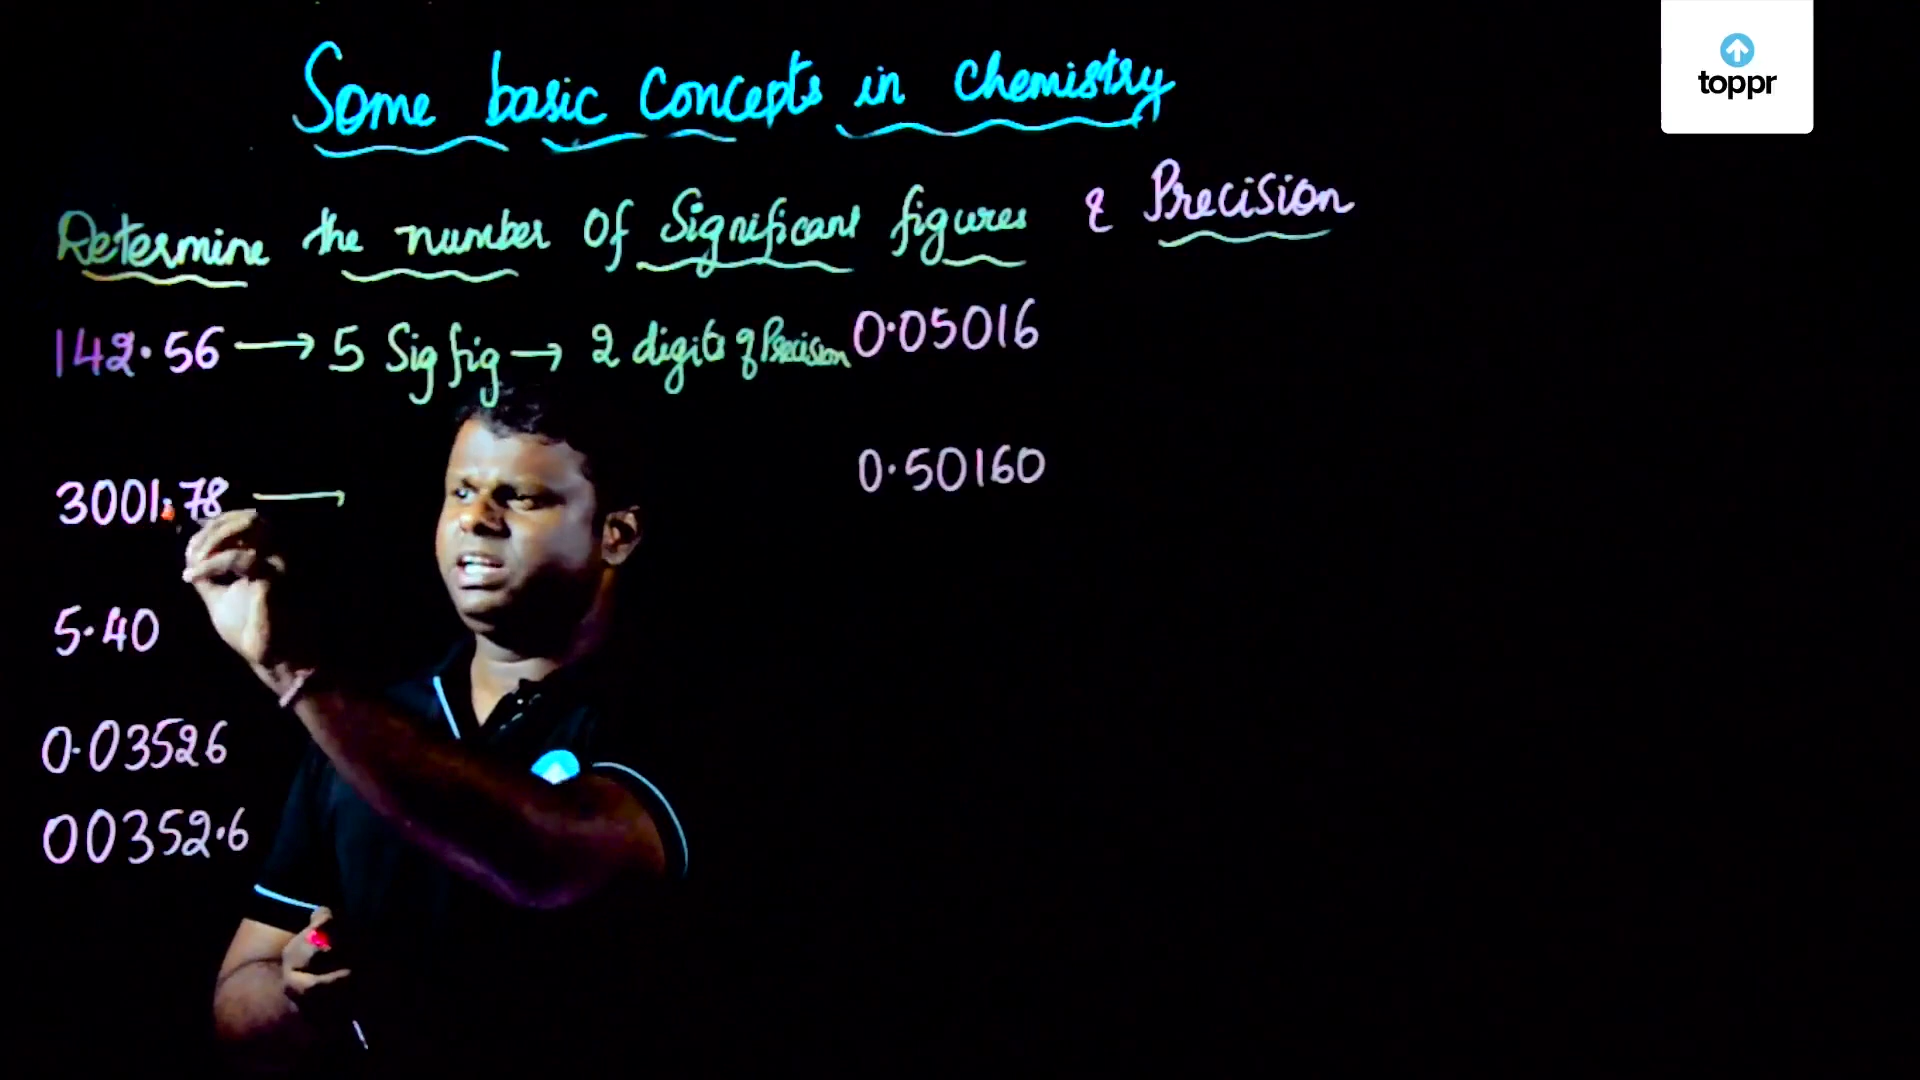 Some basic concepts in chemistry
toppr
Determine the number of Significant figures & Precision
142.56 → 5 Sig fig → 2 digits of Precision
0.05016
3001.78 →
0.50160
5.40
0.03526
00352.6